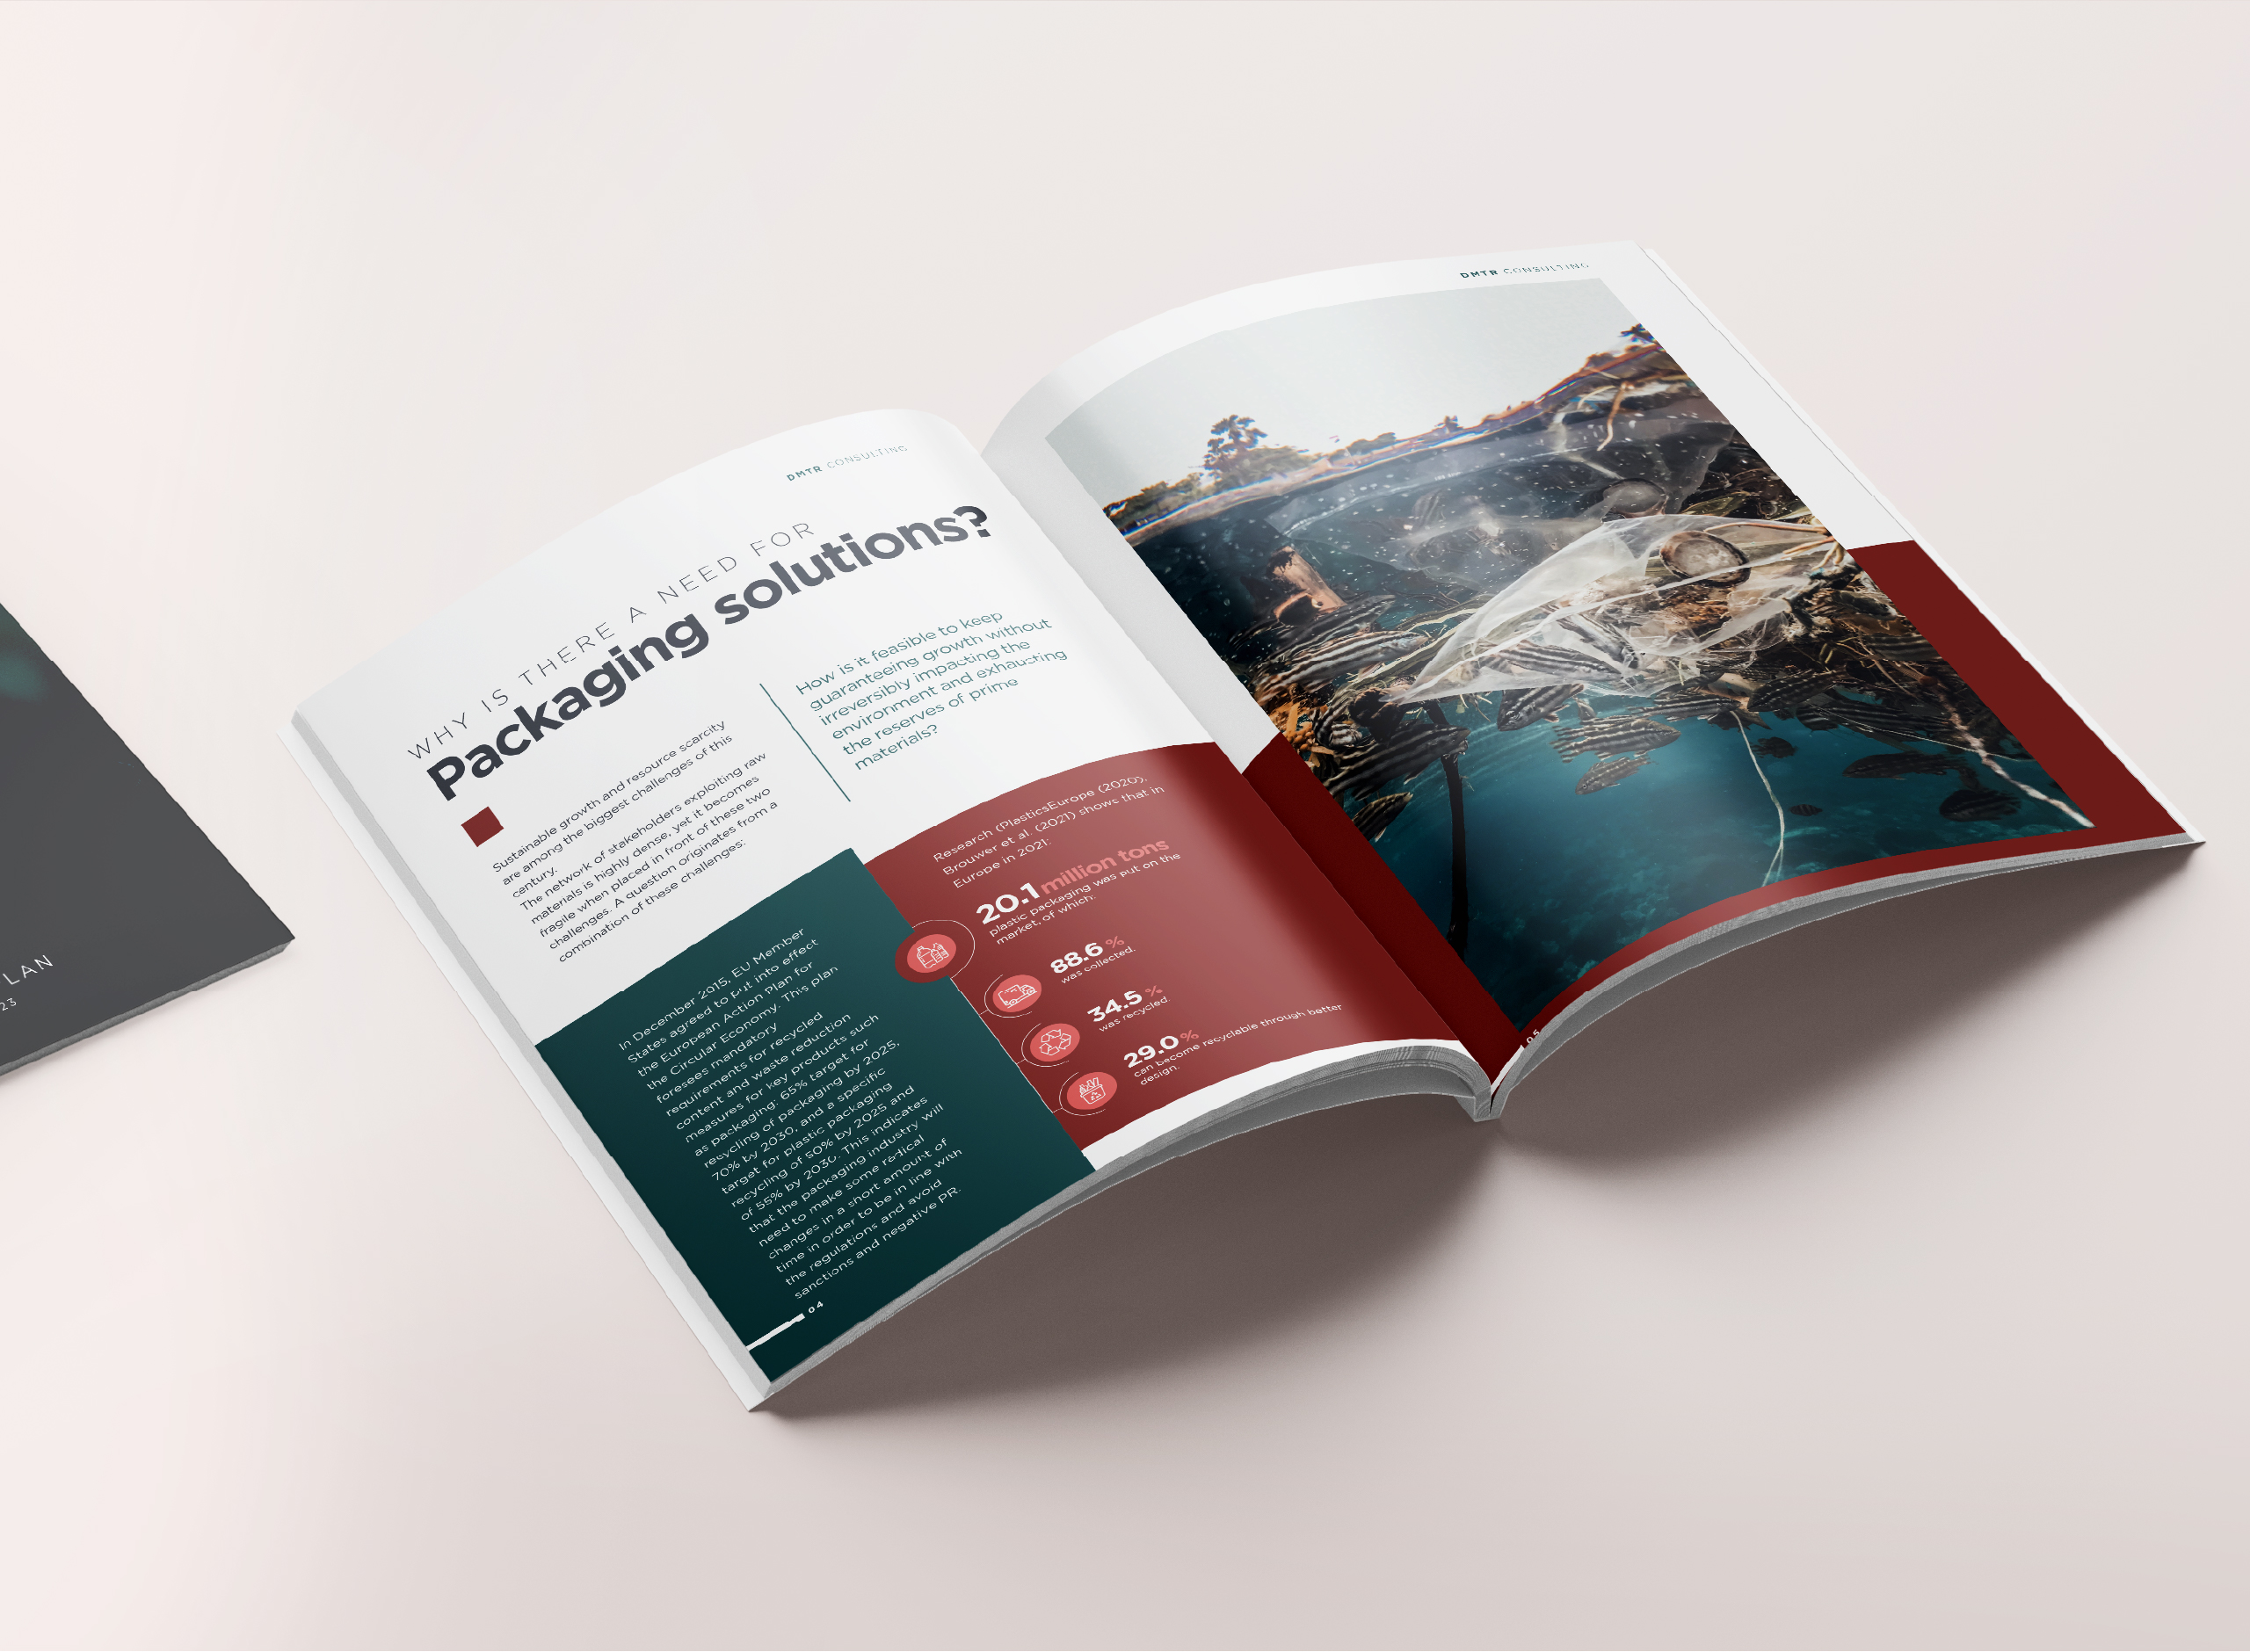 DMTR CONSULTING
WHY IS THERE A NEED FOR
Packaging solutions?
Sustainable growth and resource scarcity
are among the biggest challenges of this
century.
The network of stakeholders exploiting raw
materials is highly dense, yet it becomes
fragile when placed in front of these two
challenges. A question originates from a
combination of these challenges:
How is it feasible to keep
guaranteeing growth without
irreversibly impacting the
environment and exhausting
the reserves of prime
materials?
In December 2015, EU Member
States agreed to put into effect
the European Action Plan for
the Circular Economy. This plan
foresees mandatory
requirements for recycled
content and waste reduction
measures for key products such
as packaging: 65% target for
recycling of packaging by 2025,
70% by 2030, and a specific
target for plastic packaging
recycling of 50% by 2025 and
of 55% by 2030. This indicates
that the packaging industry will
need to make some redical
changes in a short amount of
time in order to be in line with
the regulations and avoid
sanctions and negative PR.
04
Research (PlasticsEurope (2020),
Brouwer et al. (2021) shows that in
Europe in 2021:
20.1 million tons
plastic packaging was put on the
market, of which:
88.6 %
was collected.
34.5 %
was recycled.
29.0 %
can become recyclable through better
design.
DMTR CONSULTING
05
LAN
23